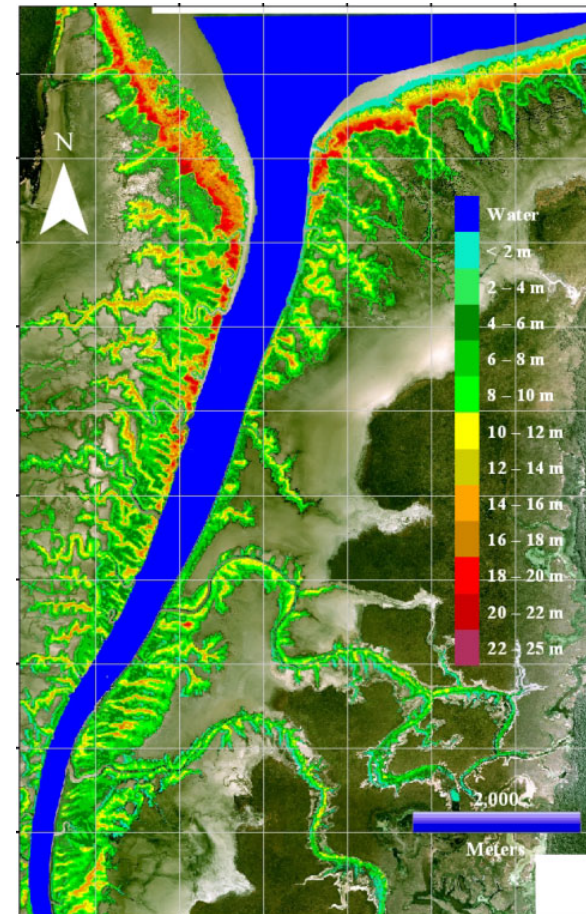 N
Water
< 2 m
2 – 4 m
4 – 6 m
6 – 8 m
8 – 10 m
10 – 12 m
12 – 14 m
14 – 16 m
16 – 18 m
18 – 20 m
20 – 22 m
22 – 25 m
2,000
Meters